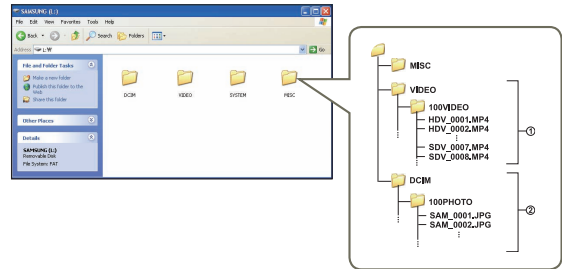 SAMSUNG (L:)
File Edit View Favorites Tools Help
Back Search Folders
Address L:\ Go
File and Folder Tasks
Make a new folder
Publish this folder to the Web
Share this folder
Other Places
Details
SAMSUNG (L:)
Removable Disk
File System: FAT
DCIM VIDEO SYSTEM MISC
MISC
VIDEO
100VIDEO
HDV_0001.MP4
HDV_0002.MP4
SDV_0007.MP4
SDV_0008.MP4
①
DCIM
100PHOTO
SAM_0001.JPG
SAM_0002.JPG
②